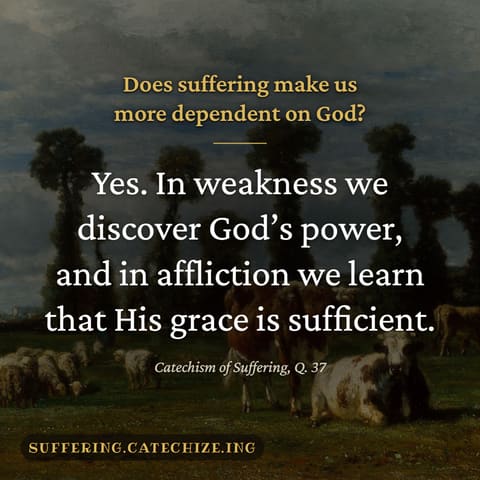 Does suffering make us
more dependent on God?
Yes. In weakness we
discover God’s power,
and in affliction we learn
that His grace is sufficient.
Catechism of Suffering, Q. 37
SUFFERING.CATECHIZE.ING